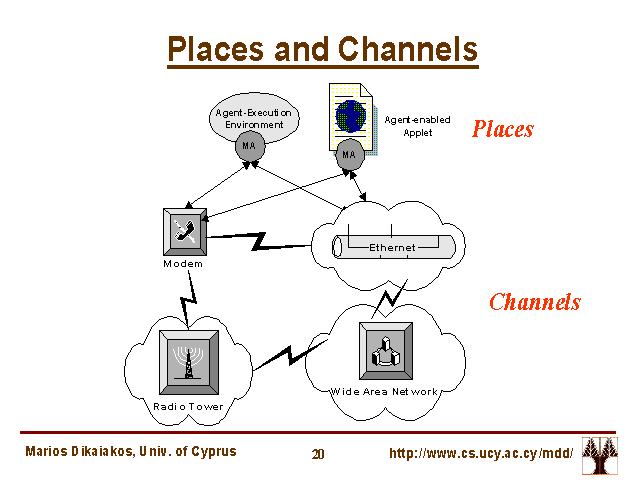 Places and Channels
Agent-Execution
Environment
MA
Agent-enabled
Applet
MA
Places
Modem
Ethernet
Channels
Radio Tower
Wide Area Network
Marios Dikaiakos, Univ. of Cyprus
20
http://www.cs.ucy.ac.cy/mdd/